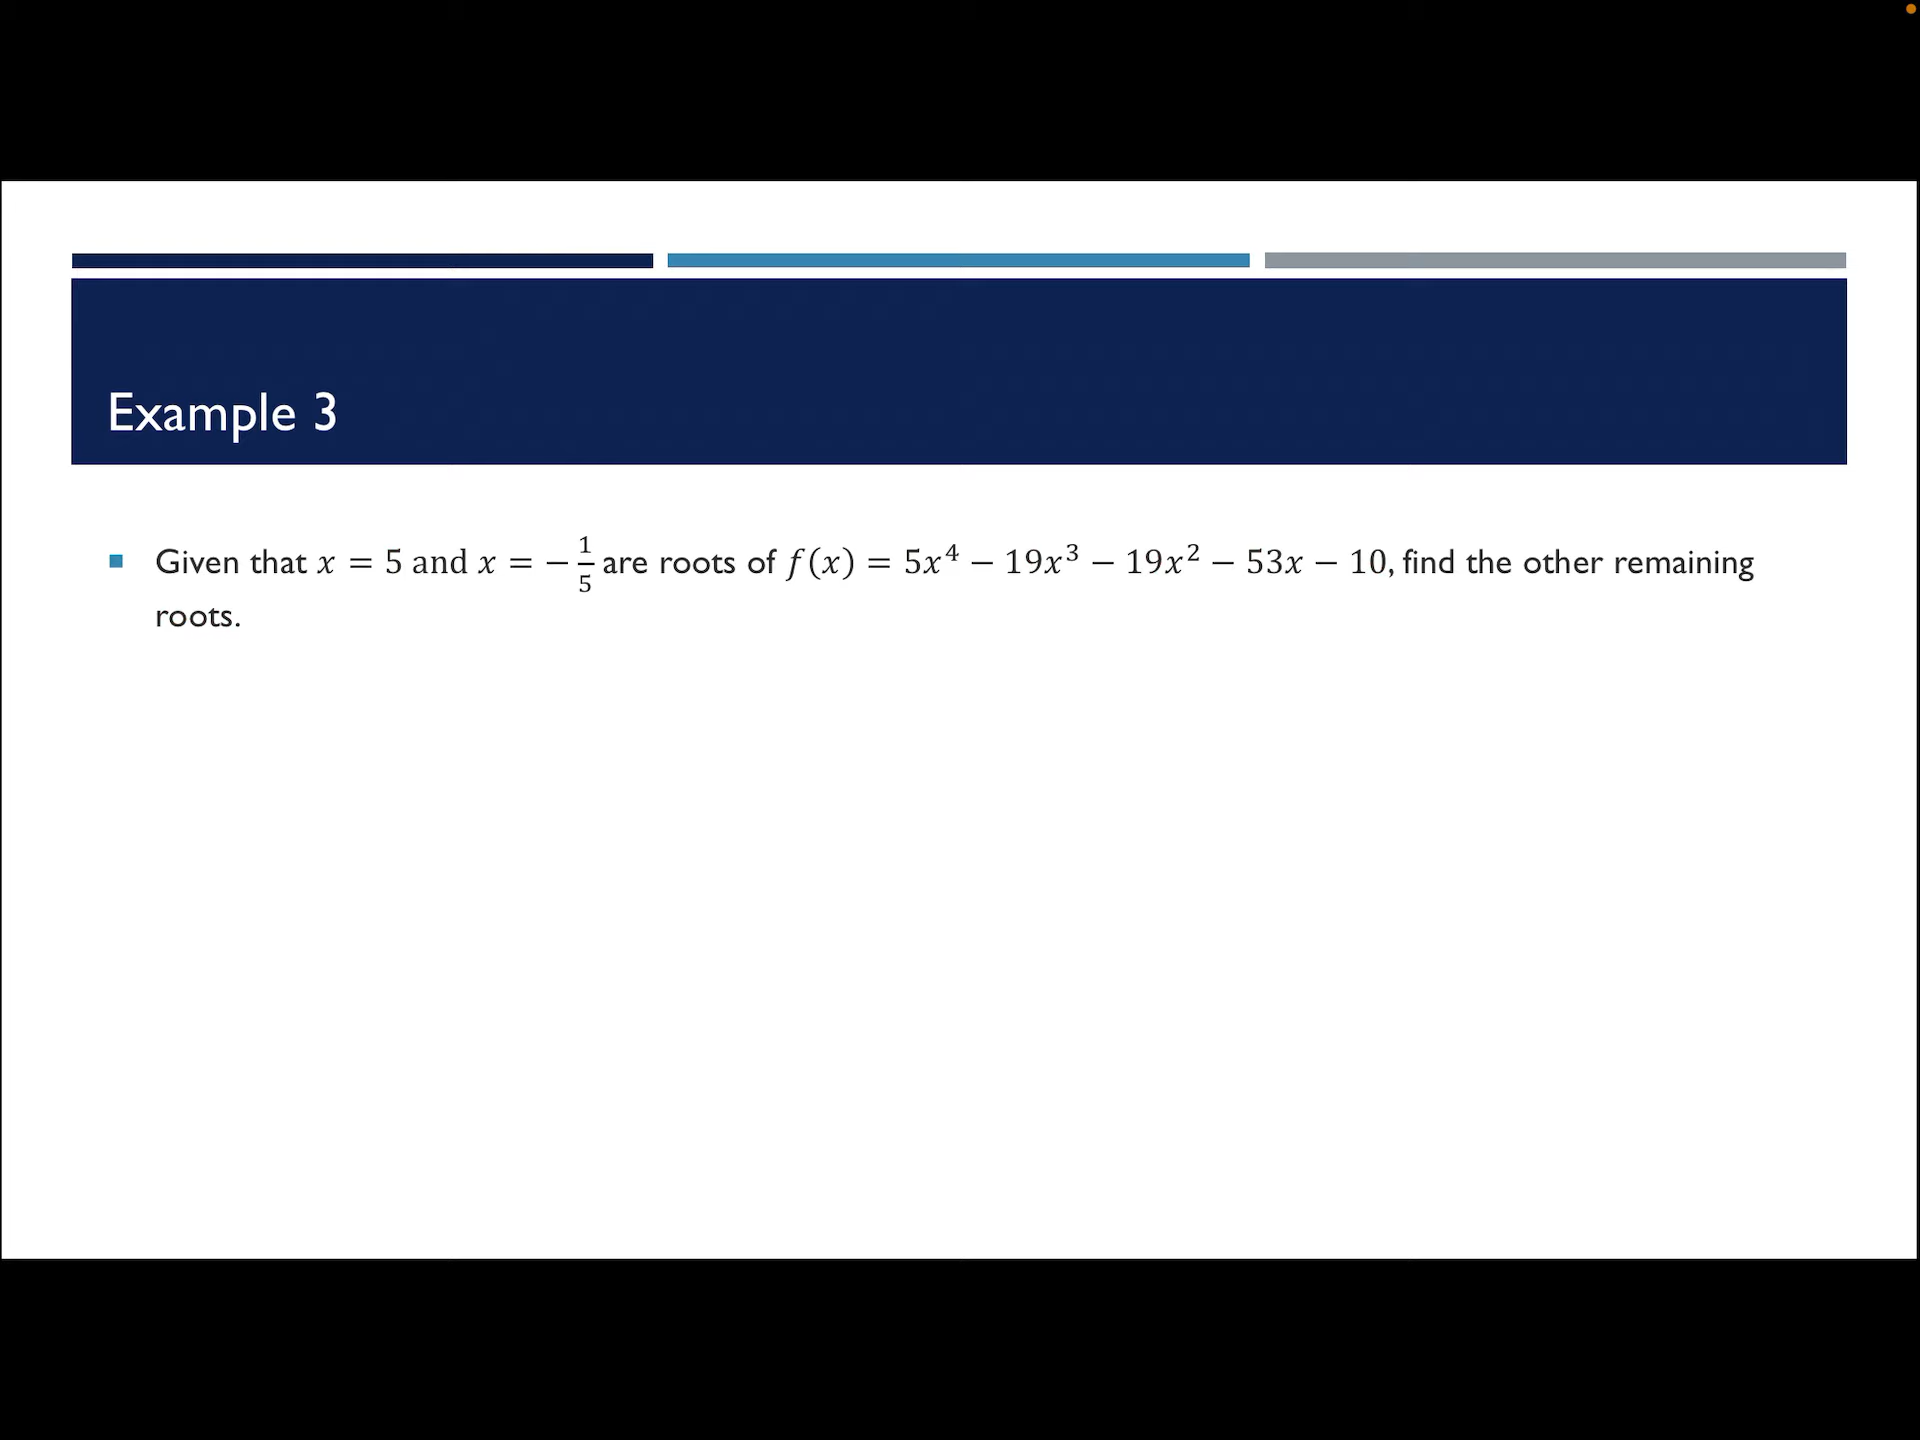 Example 3
Given that 𝑥 = 5 and 𝑥 = −1/5 are roots of 𝑓(𝑥) = 5𝑥⁴ − 19𝑥³ − 19𝑥² − 53𝑥 − 10, find the other remaining
roots.